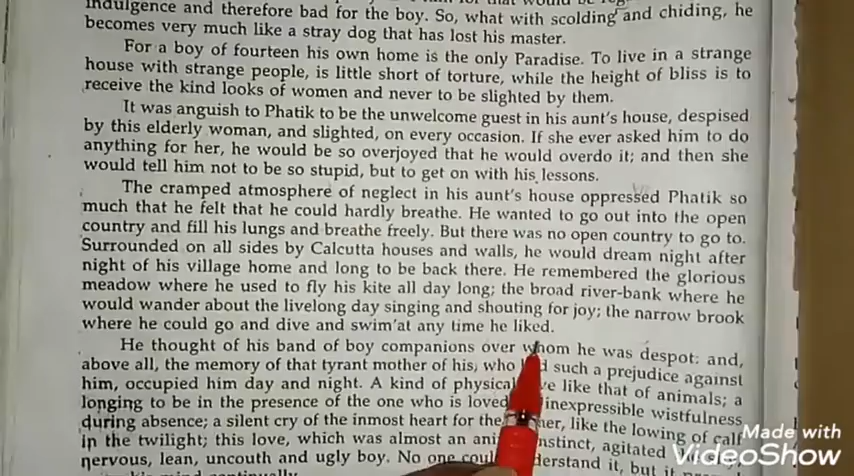 indulgence and therefore bad for the boy. So, what with scolding and chiding, he
becomes very much like a stray dog that has lost his master.
For a boy of fourteen his own home is the only Paradise. To live in a strange
house with strange people, is little short of torture, while the height of bliss is to
receive the kind looks of women and never to be slighted by them.
It was anguish to Phatik to be the unwelcome guest in his aunt's house, despised
by this elderly woman, and slighted, on every occasion. If she ever asked him to do
anything for her, he would be so overjoyed that he would overdo it; and then she
would tell him not to be so stupid, but to get on with his lessons.
The cramped atmosphere of neglect in his aunt's house oppressed Phatik so
much that he felt that he could hardly breathe. He wanted to go out into the open
country and fill his lungs and breathe freely. But there was no open country to go to.
Surrounded on all sides by Calcutta houses and walls, he would dream night after
night of his village home and long to be back there. He remembered the glorious
meadow where he used to fly his kite all day long; the broad river-bank where he
would wander about the livelong day singing and shouting for joy; the narrow brook
where he could go and dive and swim at any time he liked.
He thought of his band of boy companions over whom he was despot: and,
above all, the memory of that tyrant mother of his, who such a prejudice against
him, occupied him day and night. A kind of physical like that of animals; a
longing to be in the presence of the one who is loved inexpressible wistfulness
during absence; a silent cry of the inmost heart for the like the lowing of calf
in the twilight; this love, which was almost an instinct, agitated
nervous, lean, uncouth and ugly boy. No one but it
continually
Made with
VideoShow